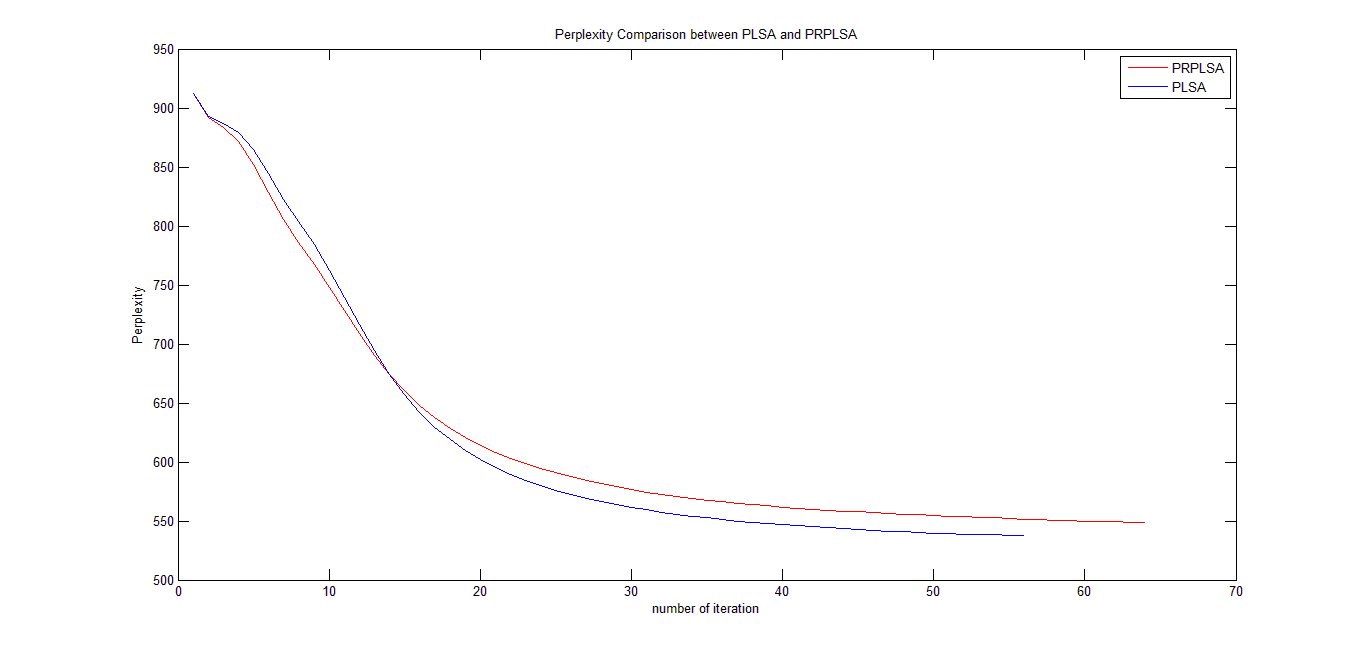 Perplexity Comparison between PLSA and PRPLSA
PRPLSA
PLSA
950
900
850
800
750
700
650
600
550
500
Perplexity
0 10 20 30 40 50 60 70
number of iteration